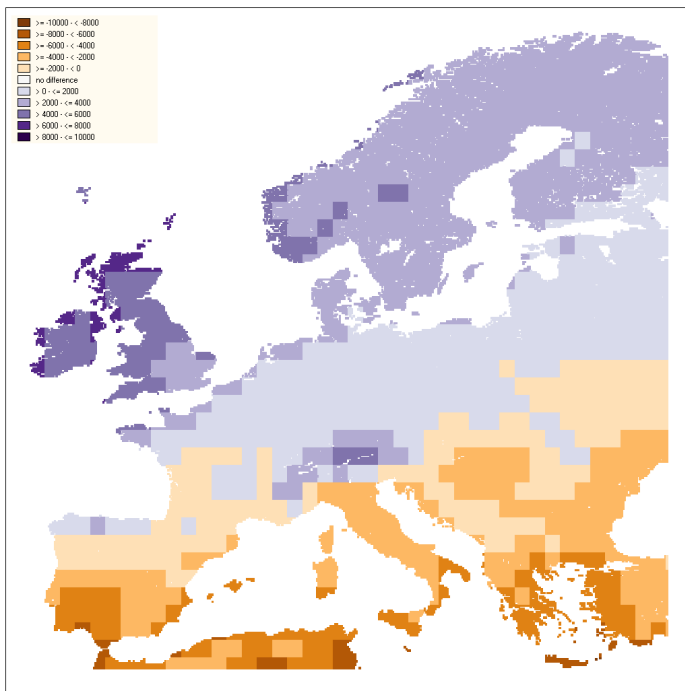 >= -10000 - < -8000
>= -8000 - < -6000
>= -6000 - < -4000
>= -4000 - < -2000
>= -2000 - < 0
no difference
> 0 - <= 2000
> 2000 - <= 4000
> 4000 - <= 6000
> 6000 - <= 8000
> 8000 - <= 10000